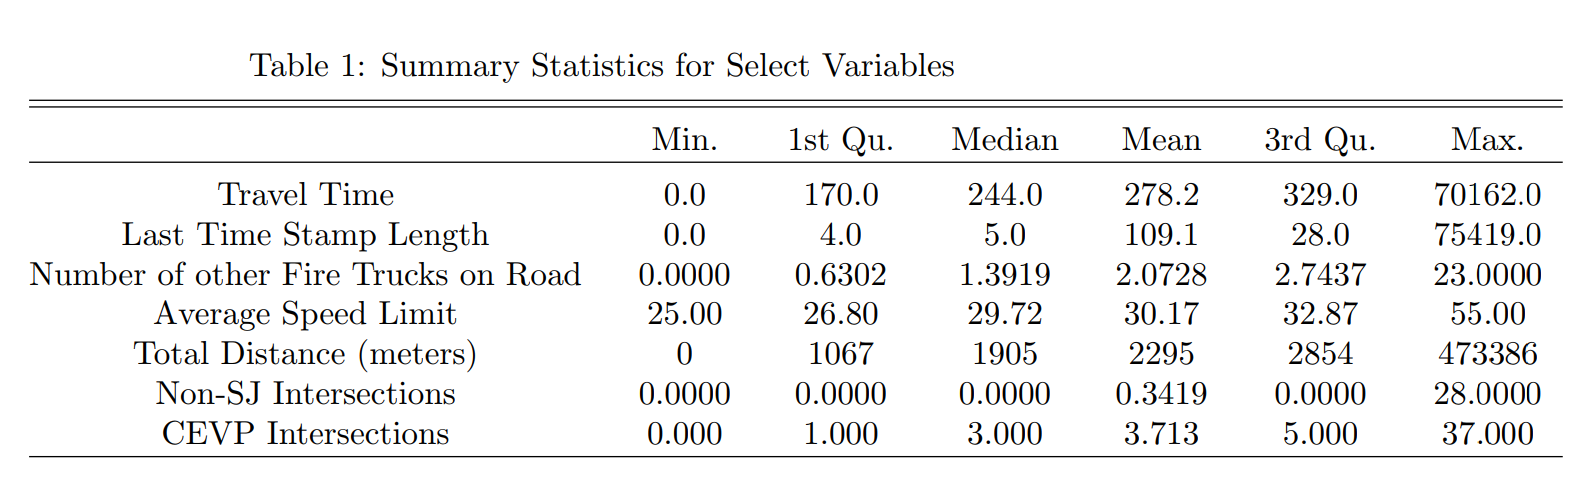 Table 1: Summary Statistics for Select Variables
Min. 1st Qu. Median Mean 3rd Qu. Max.
Travel Time 0.0 170.0 244.0 278.2 329.0 70162.0
Last Time Stamp Length 0.0 4.0 5.0 109.1 28.0 75419.0
Number of other Fire Trucks on Road 0.0000 0.6302 1.3919 2.0728 2.7437 23.0000
Average Speed Limit 25.00 26.80 29.72 30.17 32.87 55.00
Total Distance (meters) 0 1067 1905 2295 2854 473386
Non-SJ Intersections 0.0000 0.0000 0.0000 0.3419 0.0000 28.0000
CEVP Intersections 0.000 1.000 3.000 3.713 5.000 37.000